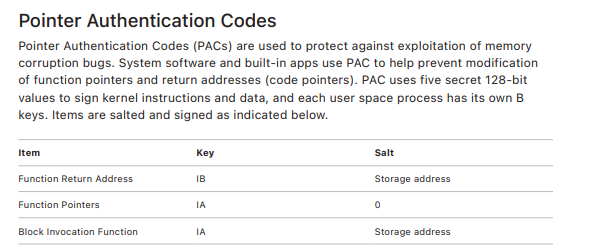 Pointer Authentication Codes
Pointer Authentication Codes (PACs) are used to protect against exploitation of memory
corruption bugs. System software and built-in apps use PAC to help prevent modification
of function pointers and return addresses (code pointers). PAC uses five secret 128-bit
values to sign kernel instructions and data, and each user space process has its own B
keys. Items are salted and signed as indicated below.
Item Key Salt
Function Return Address IB Storage address
Function Pointers IA 0
Block Invocation Function IA Storage address